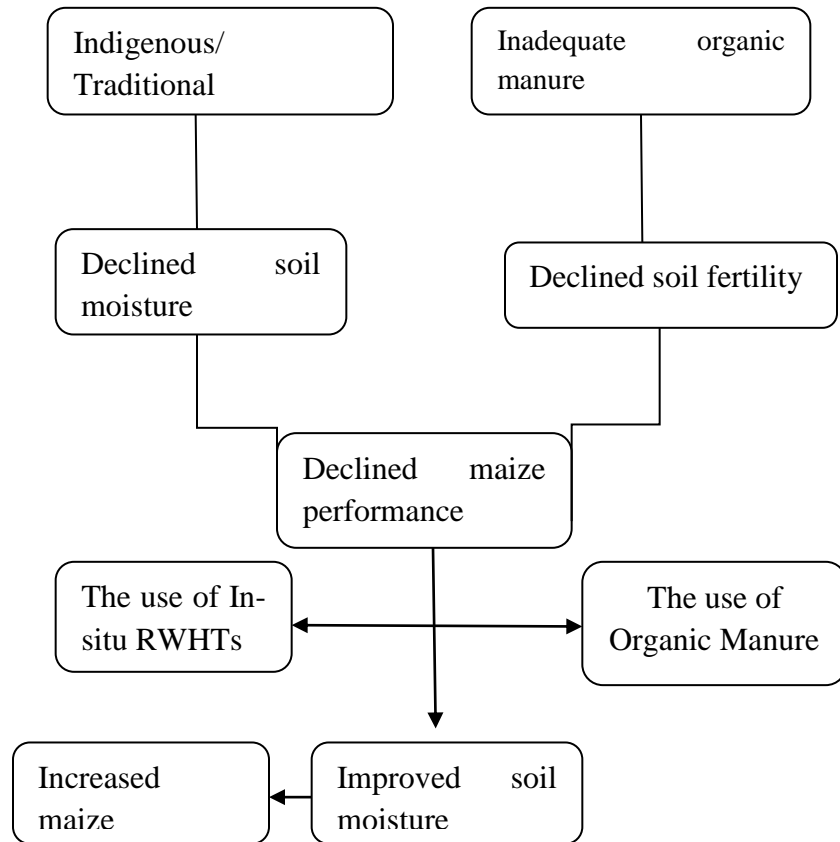 Indigenous/
Traditional
Inadequate organic
manure
Declined soil
moisture
Declined soil fertility
Declined maize
performance
The use of In-
situ RWHTs
The use of
Organic Manure
Increased
maize
Improved soil
moisture